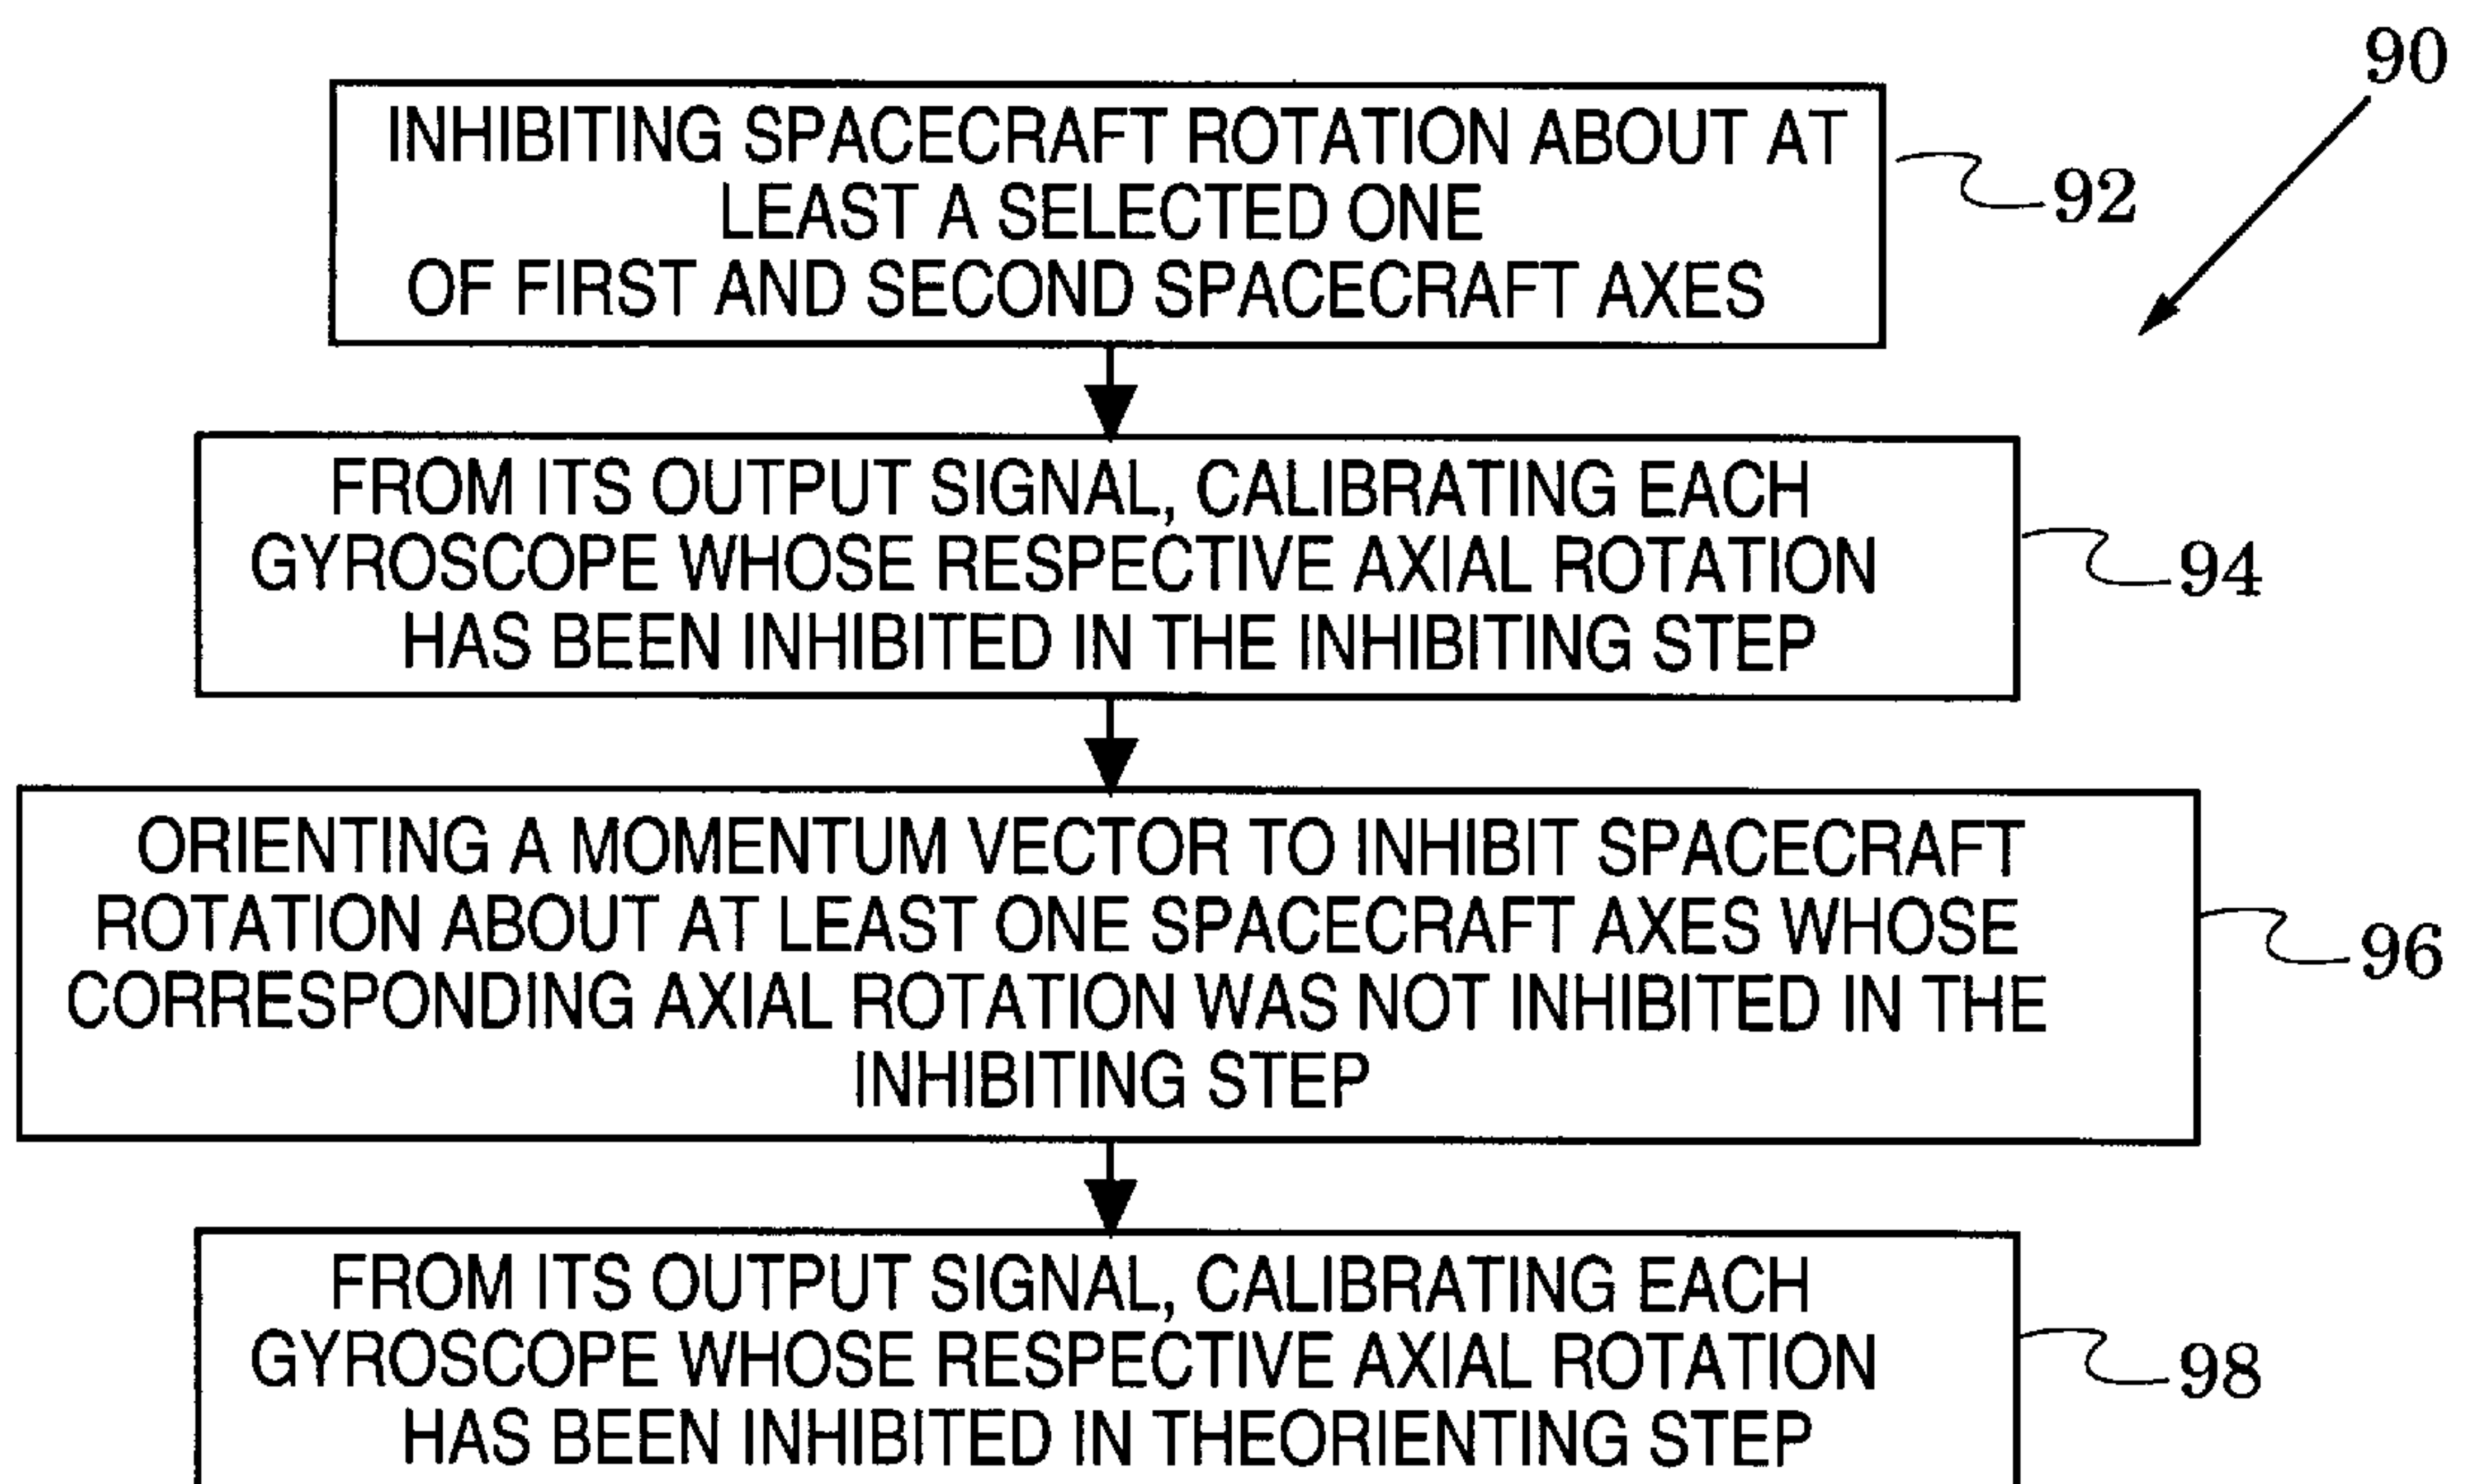 90
INHIBITING SPACECRAFT ROTATION ABOUT AT
LEAST A SELECTED ONE
OF FIRST AND SECOND SPACECRAFT AXES
92
FROM ITS OUTPUT SIGNAL, CALIBRATING EACH
GYROSCOPE WHOSE RESPECTIVE AXIAL ROTATION
HAS BEEN INHIBITED IN THE INHIBITING STEP
94
ORIENTING A MOMENTUM VECTOR TO INHIBIT SPACECRAFT
ROTATION ABOUT AT LEAST ONE SPACECRAFT AXES WHOSE
CORRESPONDING AXIAL ROTATION WAS NOT INHIBITED IN THE
INHIBITING STEP
96
FROM ITS OUTPUT SIGNAL, CALIBRATING EACH
GYROSCOPE WHOSE RESPECTIVE AXIAL ROTATION
HAS BEEN INHIBITED IN THEORIENTING STEP
98